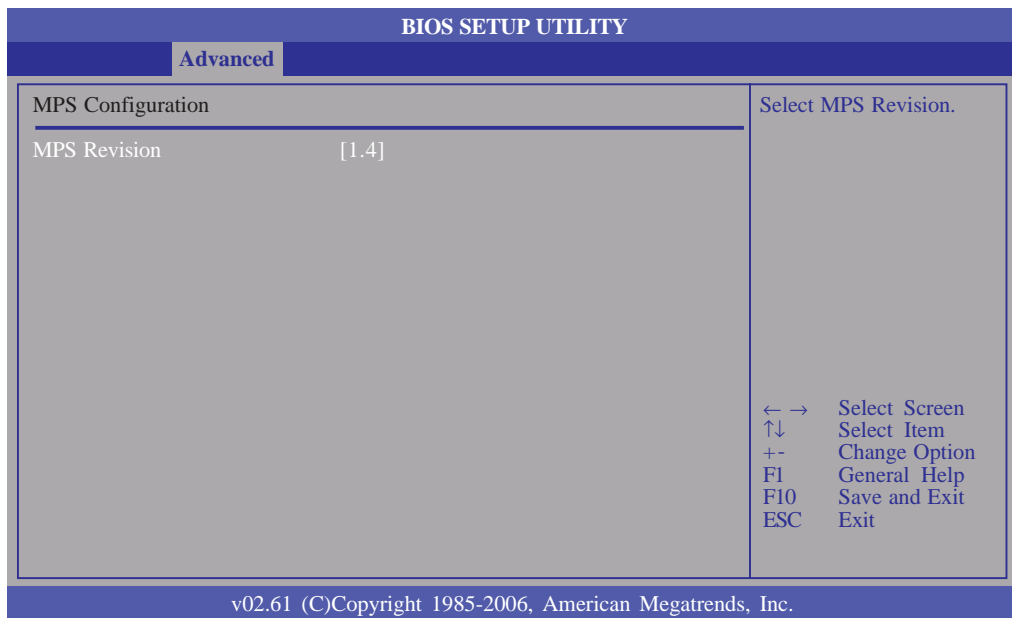 BIOS SETUP UTILITY
Advanced
MPS Configuration
MPS Revision [1.4]
Select MPS Revision.
← → Select Screen
↑↓ Select Item
+- Change Option
F1 General Help
F10 Save and Exit
ESC Exit
v02.61 (C)Copyright 1985-2006, American Megatrends, Inc.